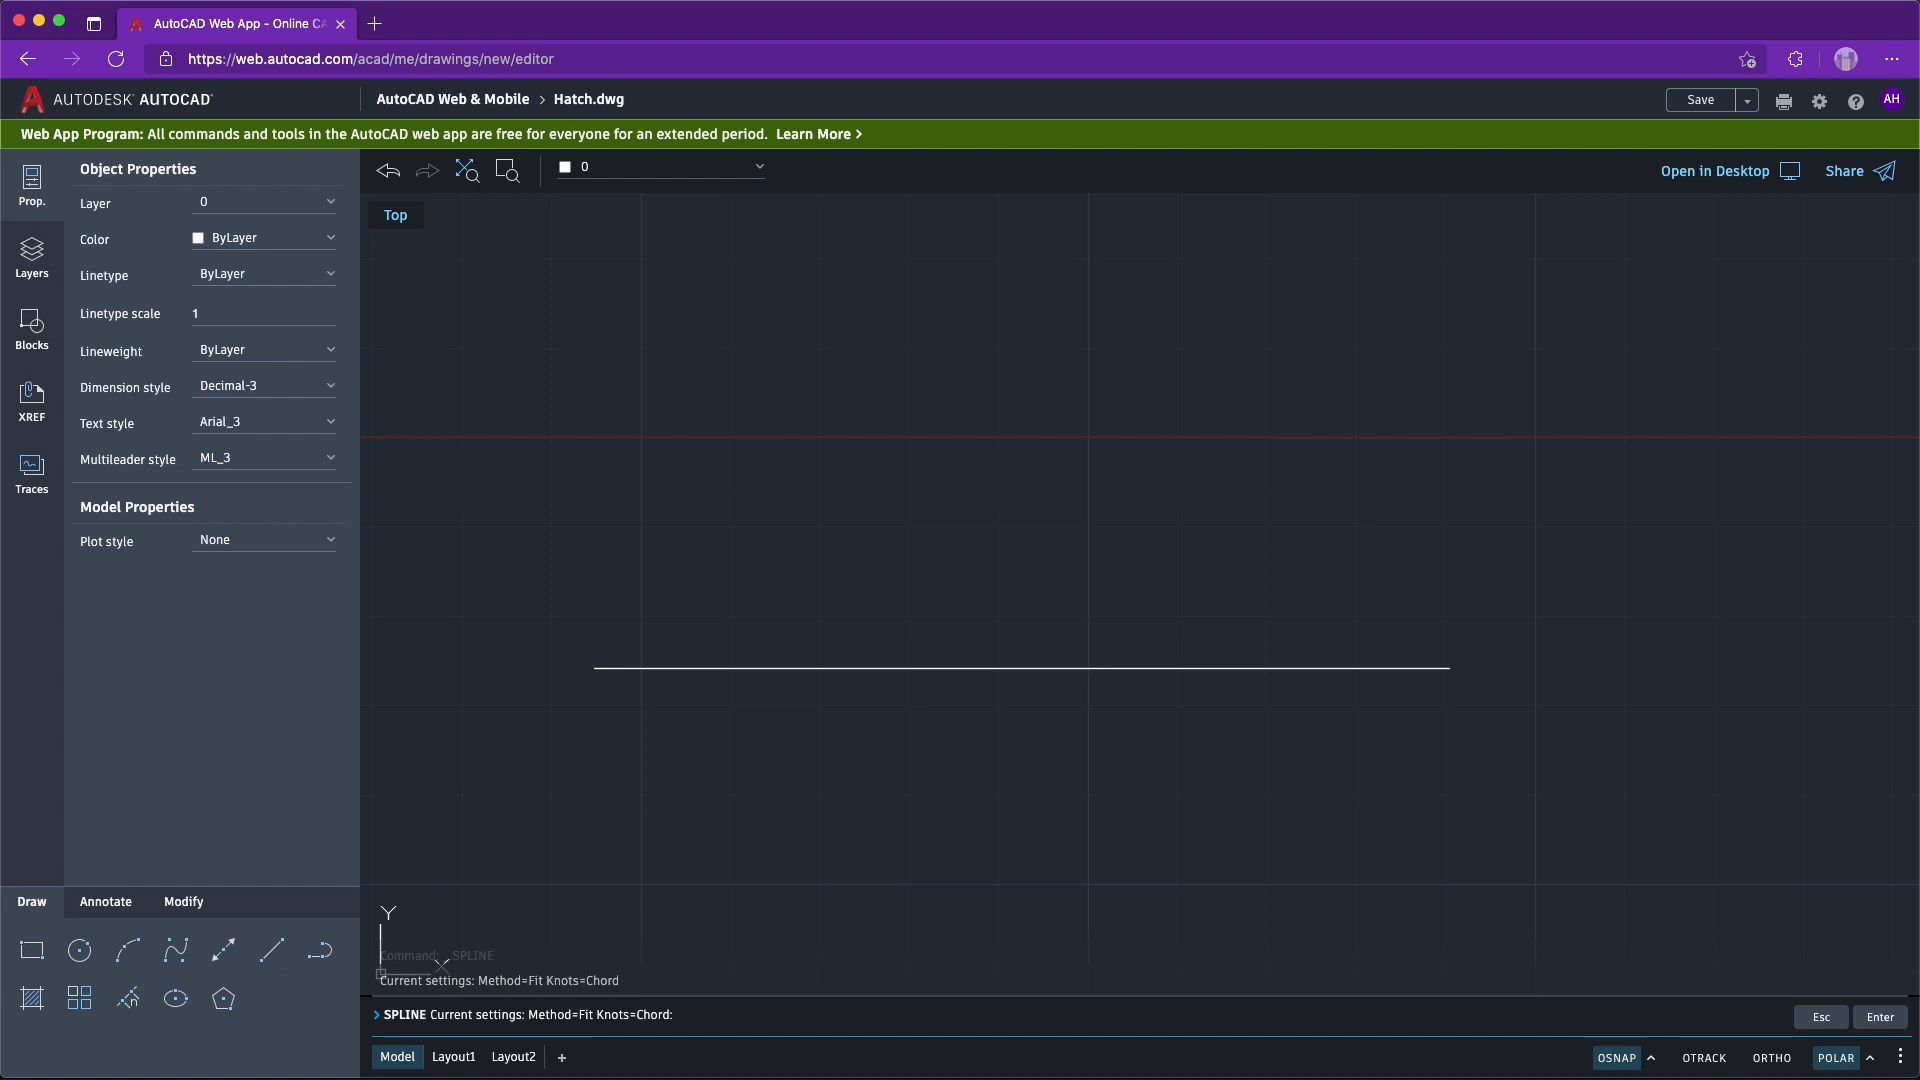 AutoCAD Web App - Online CA
https://web.autocad.com/acad/me/drawings/new/editor
AUTODESK AUTOCAD
AutoCAD Web & Mobile > Hatch.dwg
Save
AH
Web App Program: All commands and tools in the AutoCAD web app are free for everyone for an extended period. Learn More >
Prop.
Layers
Blocks
XREF
Traces
Object Properties
Layer 0
Color ByLayer
Linetype ByLayer
Linetype scale 1
Lineweight ByLayer
Dimension style Decimal-3
Text style Arial_3
Multileader style ML_3
Model Properties
Plot style None
0
Open in Desktop
Share
Top
Draw Annotate Modify
Y
X
Command: _SPLINE
Current settings: Method=Fit Knots=Chord
> SPLINE Current settings: Method=Fit Knots=Chord:
Esc Enter
Model Layout1 Layout2 +
OSNAP OTRACK ORTHO POLAR